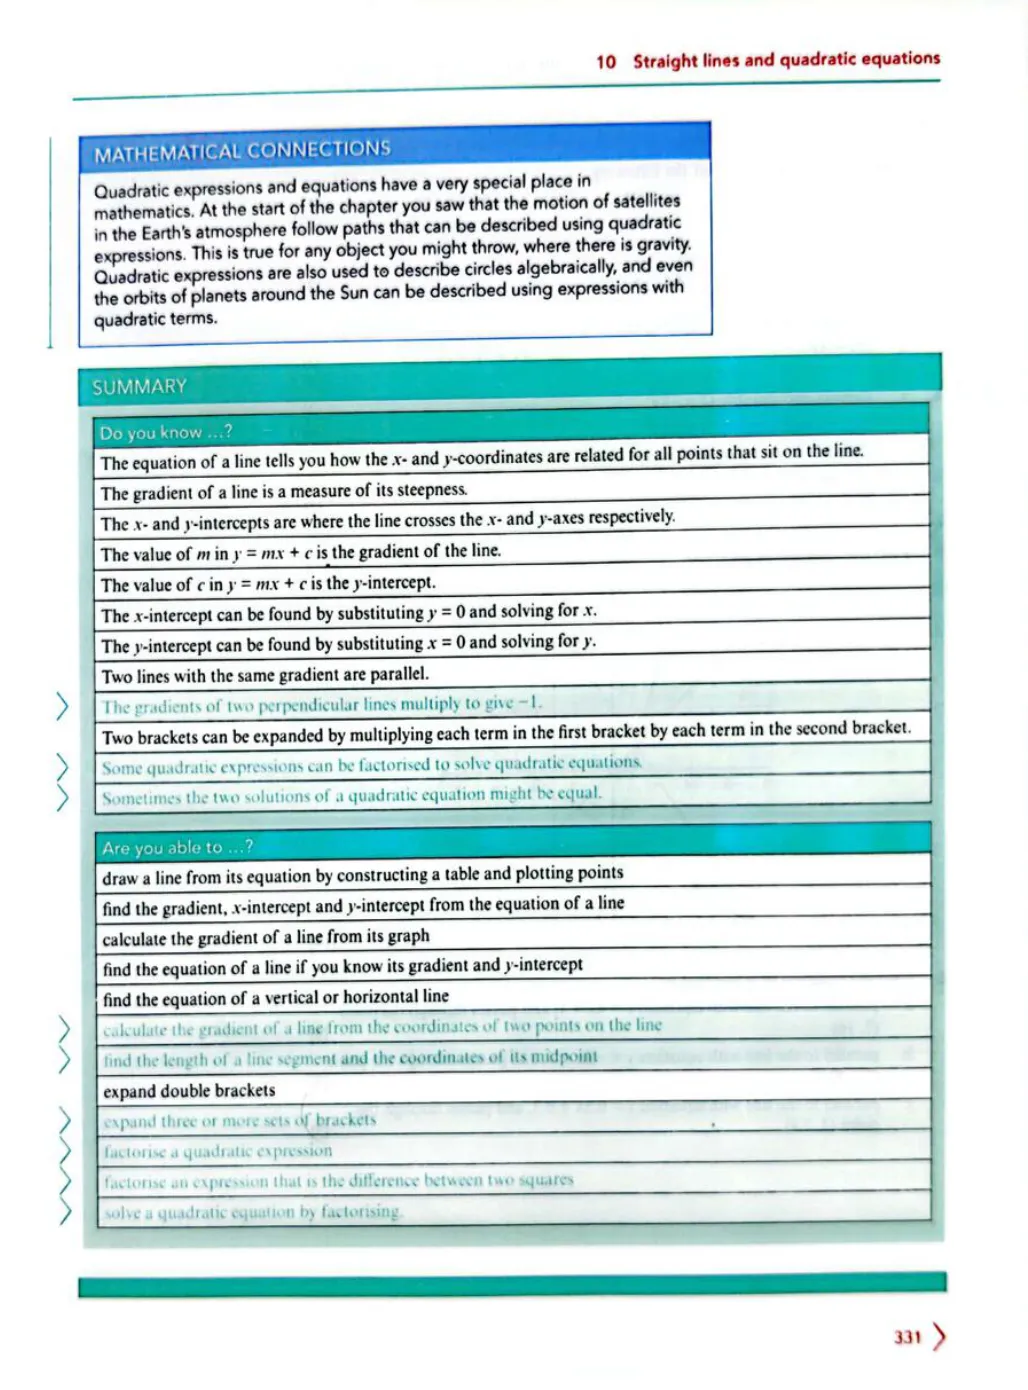 10 Straight lines and quadratic equations
MATHEMATICAL CONNECTIONS
Quadratic expressions and equations have a very special place in
mathematics. At the start of the chapter you saw that the motion of satellites
in the Earth's atmosphere follow paths that can be described using quadratic
expressions. This is true for any object you might throw, where there is gravity.
Quadratic expressions are also used to describe circles algebraically, and even
the orbits of planets around the Sun can be described using expressions with
quadratic terms.
SUMMARY
Do you know ...?
The equation of a line tells you how the x- and y-coordinates are related for all points that sit on the line.
The gradient of a line is a measure of its steepness.
The x- and y-intercepts are where the line crosses the x- and y-axes respectively.
The value of m in y = mx + c is the gradient of the line.
The value of c in y = mx + c is the y-intercept.
The x-intercept can be found by substituting y = 0 and solving for x.
The y-intercept can be found by substituting x = 0 and solving for y.
Two lines with the same gradient are parallel.
The gradients of two perpendicular lines multiply to give −1.
Two brackets can be expanded by multiplying each term in the first bracket by each term in the second bracket.
Some quadratic expressions can be factorised to solve quadratic equations.
Sometimes the two solutions of a quadratic equation might be equal.
Are you able to ...?
draw a line from its equation by constructing a table and plotting points
find the gradient, x-intercept and y-intercept from the equation of a line
calculate the gradient of a line from its graph
find the equation of a line if you know its gradient and y-intercept
find the equation of a vertical or horizontal line
calculate the gradient of a line from the coordinates of two points on the line
find the length of a line segment and the coordinates of its midpoint
expand double brackets
expand three or more sets of brackets
factorise a quadratic expression
factorise an expression that is the difference between two squares
solve a quadratic equation by factorising.
331